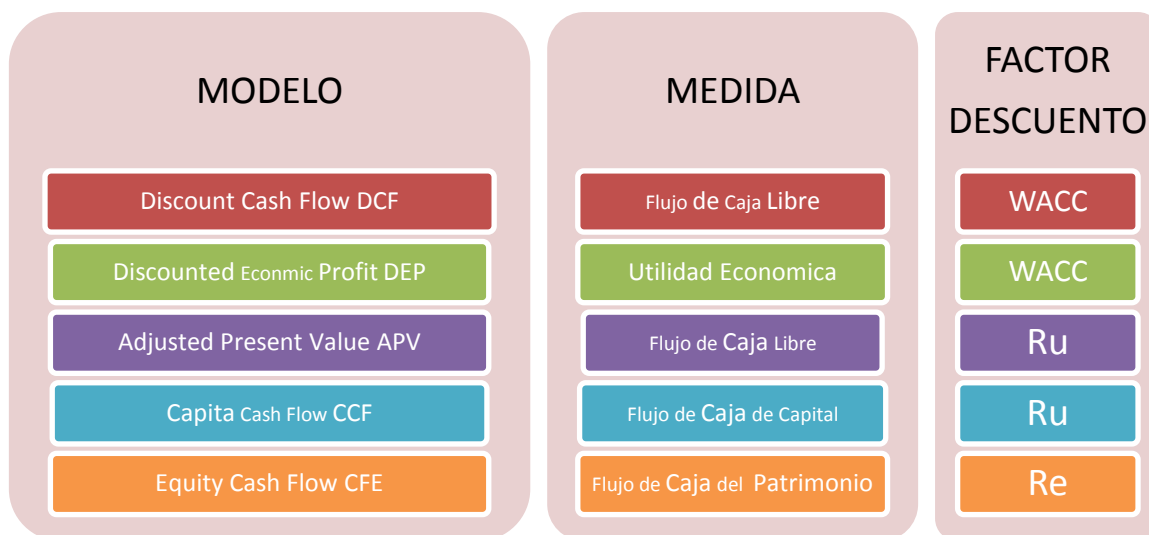 MODELO
Discount Cash Flow DCF
Discounted Econmic Profit DEP
Adjusted Present Value APV
Capita Cash Flow CCF
Equity Cash Flow CFE
MEDIDA
Flujo de Caja Libre
Utilidad Economica
Flujo de Caja Libre
Flujo de Caja de Capital
Flujo de Caja del Patrimonio
FACTOR
DESCUENTO
WACC
WACC
Ru
Ru
Re